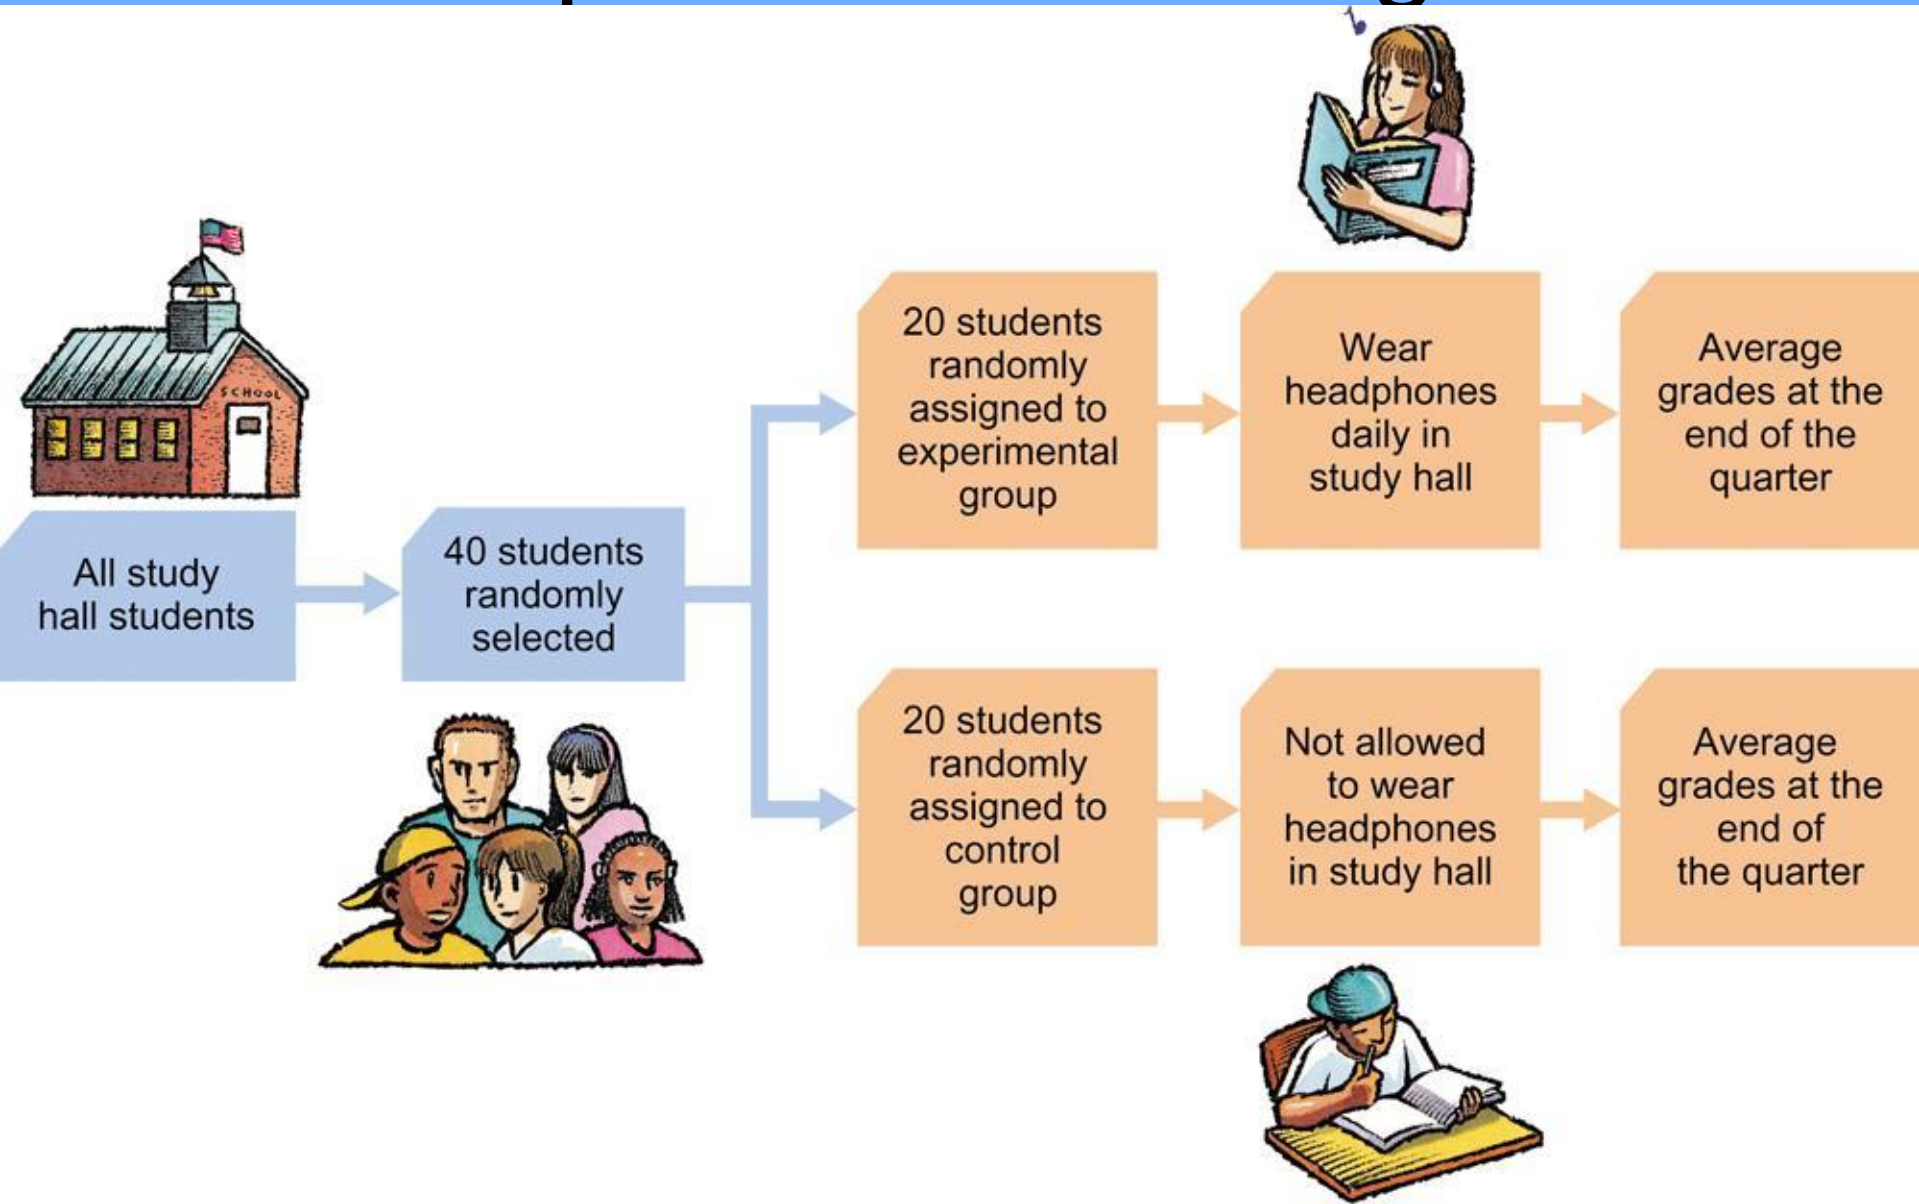 SCHOOL
All study
hall students
40 students
randomly
selected
20 students
randomly
assigned to
experimental
group
Wear
headphones
daily in
study hall
Average
grades at the
end of the
quarter
20 students
randomly
assigned to
control
group
Not allowed
to wear
headphones
in study hall
Average
grades at the
end of
the quarter